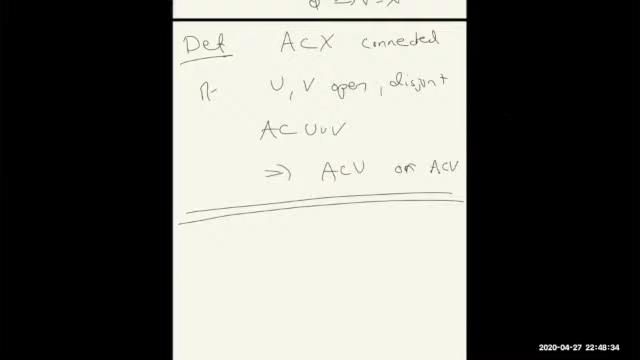 Def A ⊂ X connected
if U, V open, disjoint
A ⊂ U ∪ V
=> A ⊂ U or A ⊂ V
2020-04-27 22:48:34